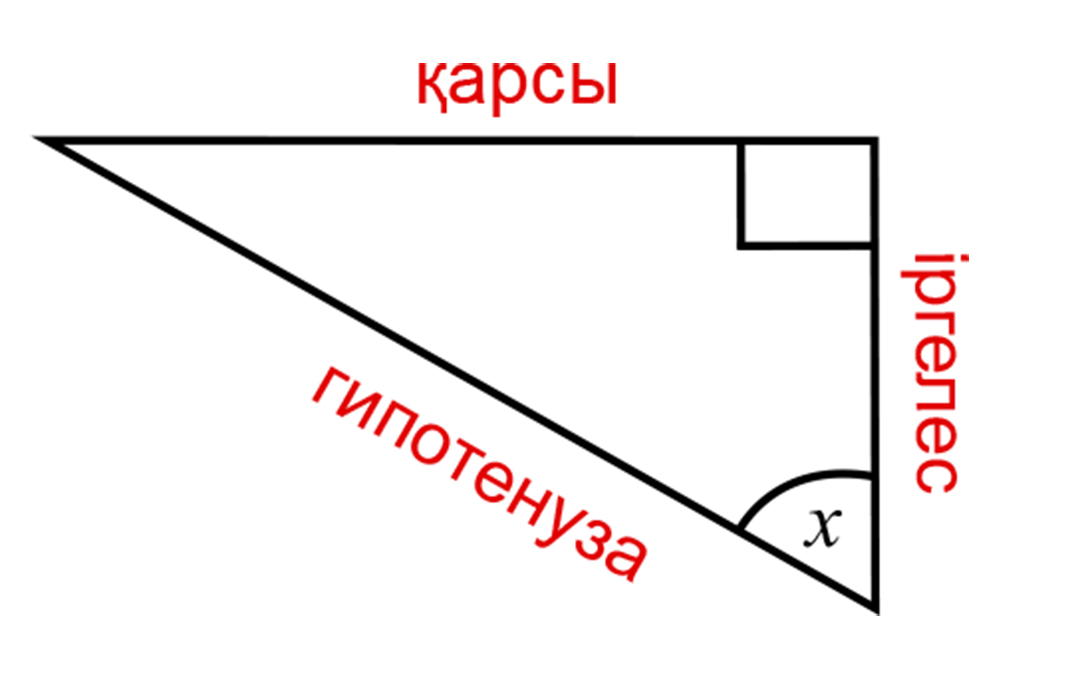 қарсы
іргелес
гипотенуза
x